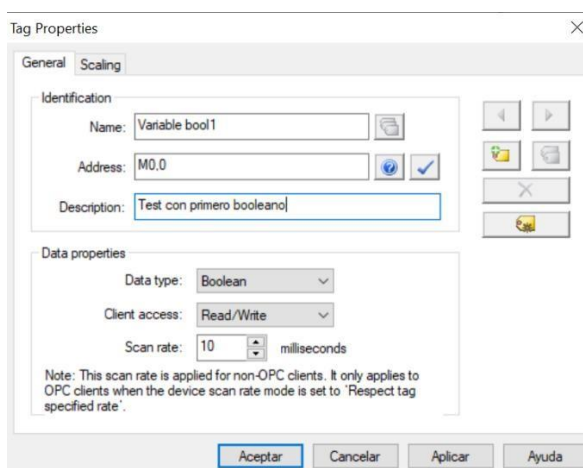 Tag Properties
General Scaling
Identification
Name: Variable bool1
Address: M0,0
Description: Test con primero booleano
Data properties
Data type: Boolean
Client access: Read/Write
Scan rate: 10 milliseconds
Note: This scan rate is applied for non-OPC clients. It only applies to
OPC clients when the device scan rate mode is set to `Respect tag
specified rate´.
Aceptar Cancelar Aplicar Ayuda